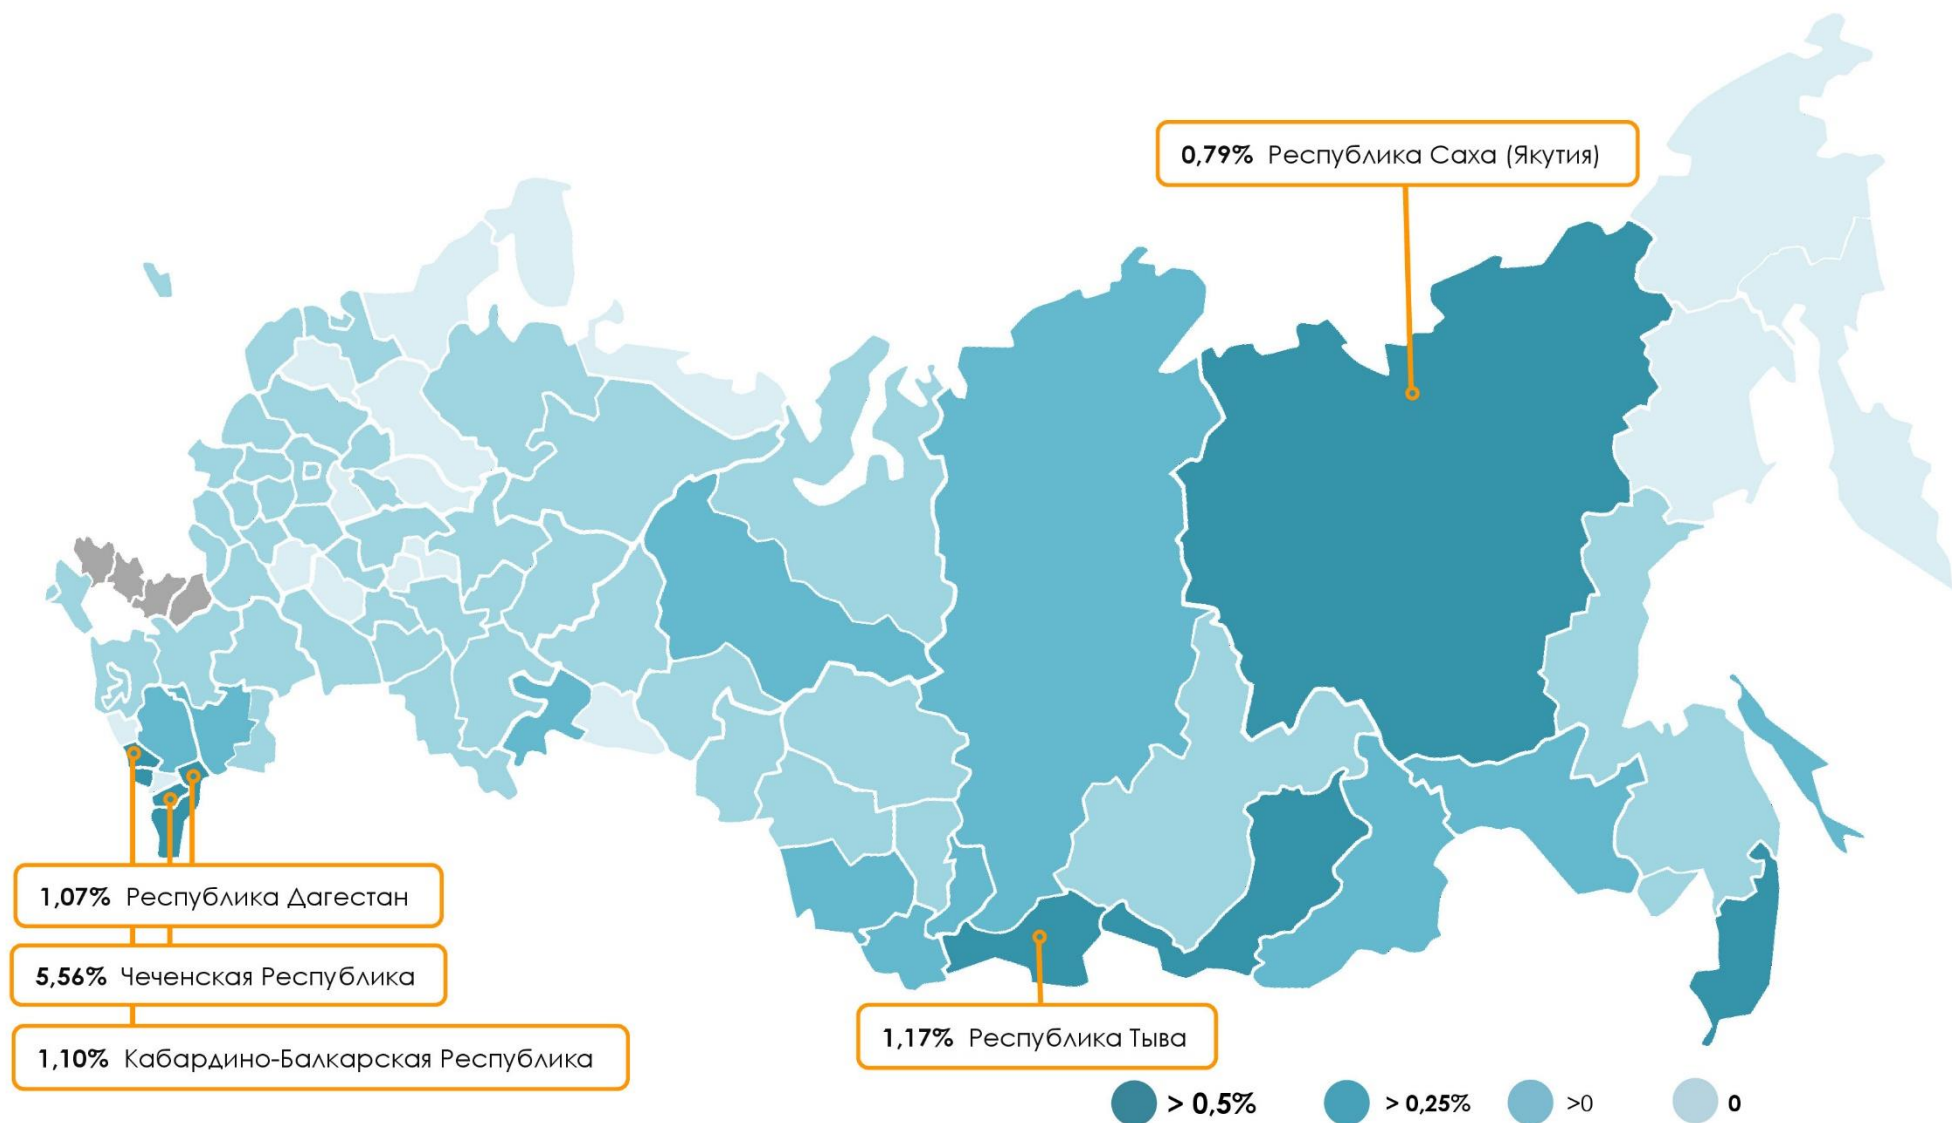 0,79% Республика Саха (Якутия)
1,07% Республика Дагестан
5,56% Чеченская Республика
1,10% Кабардино-Балкарская Республика
1,17% Республика Тыва
> 0,5%
> 0,25%
>0
0